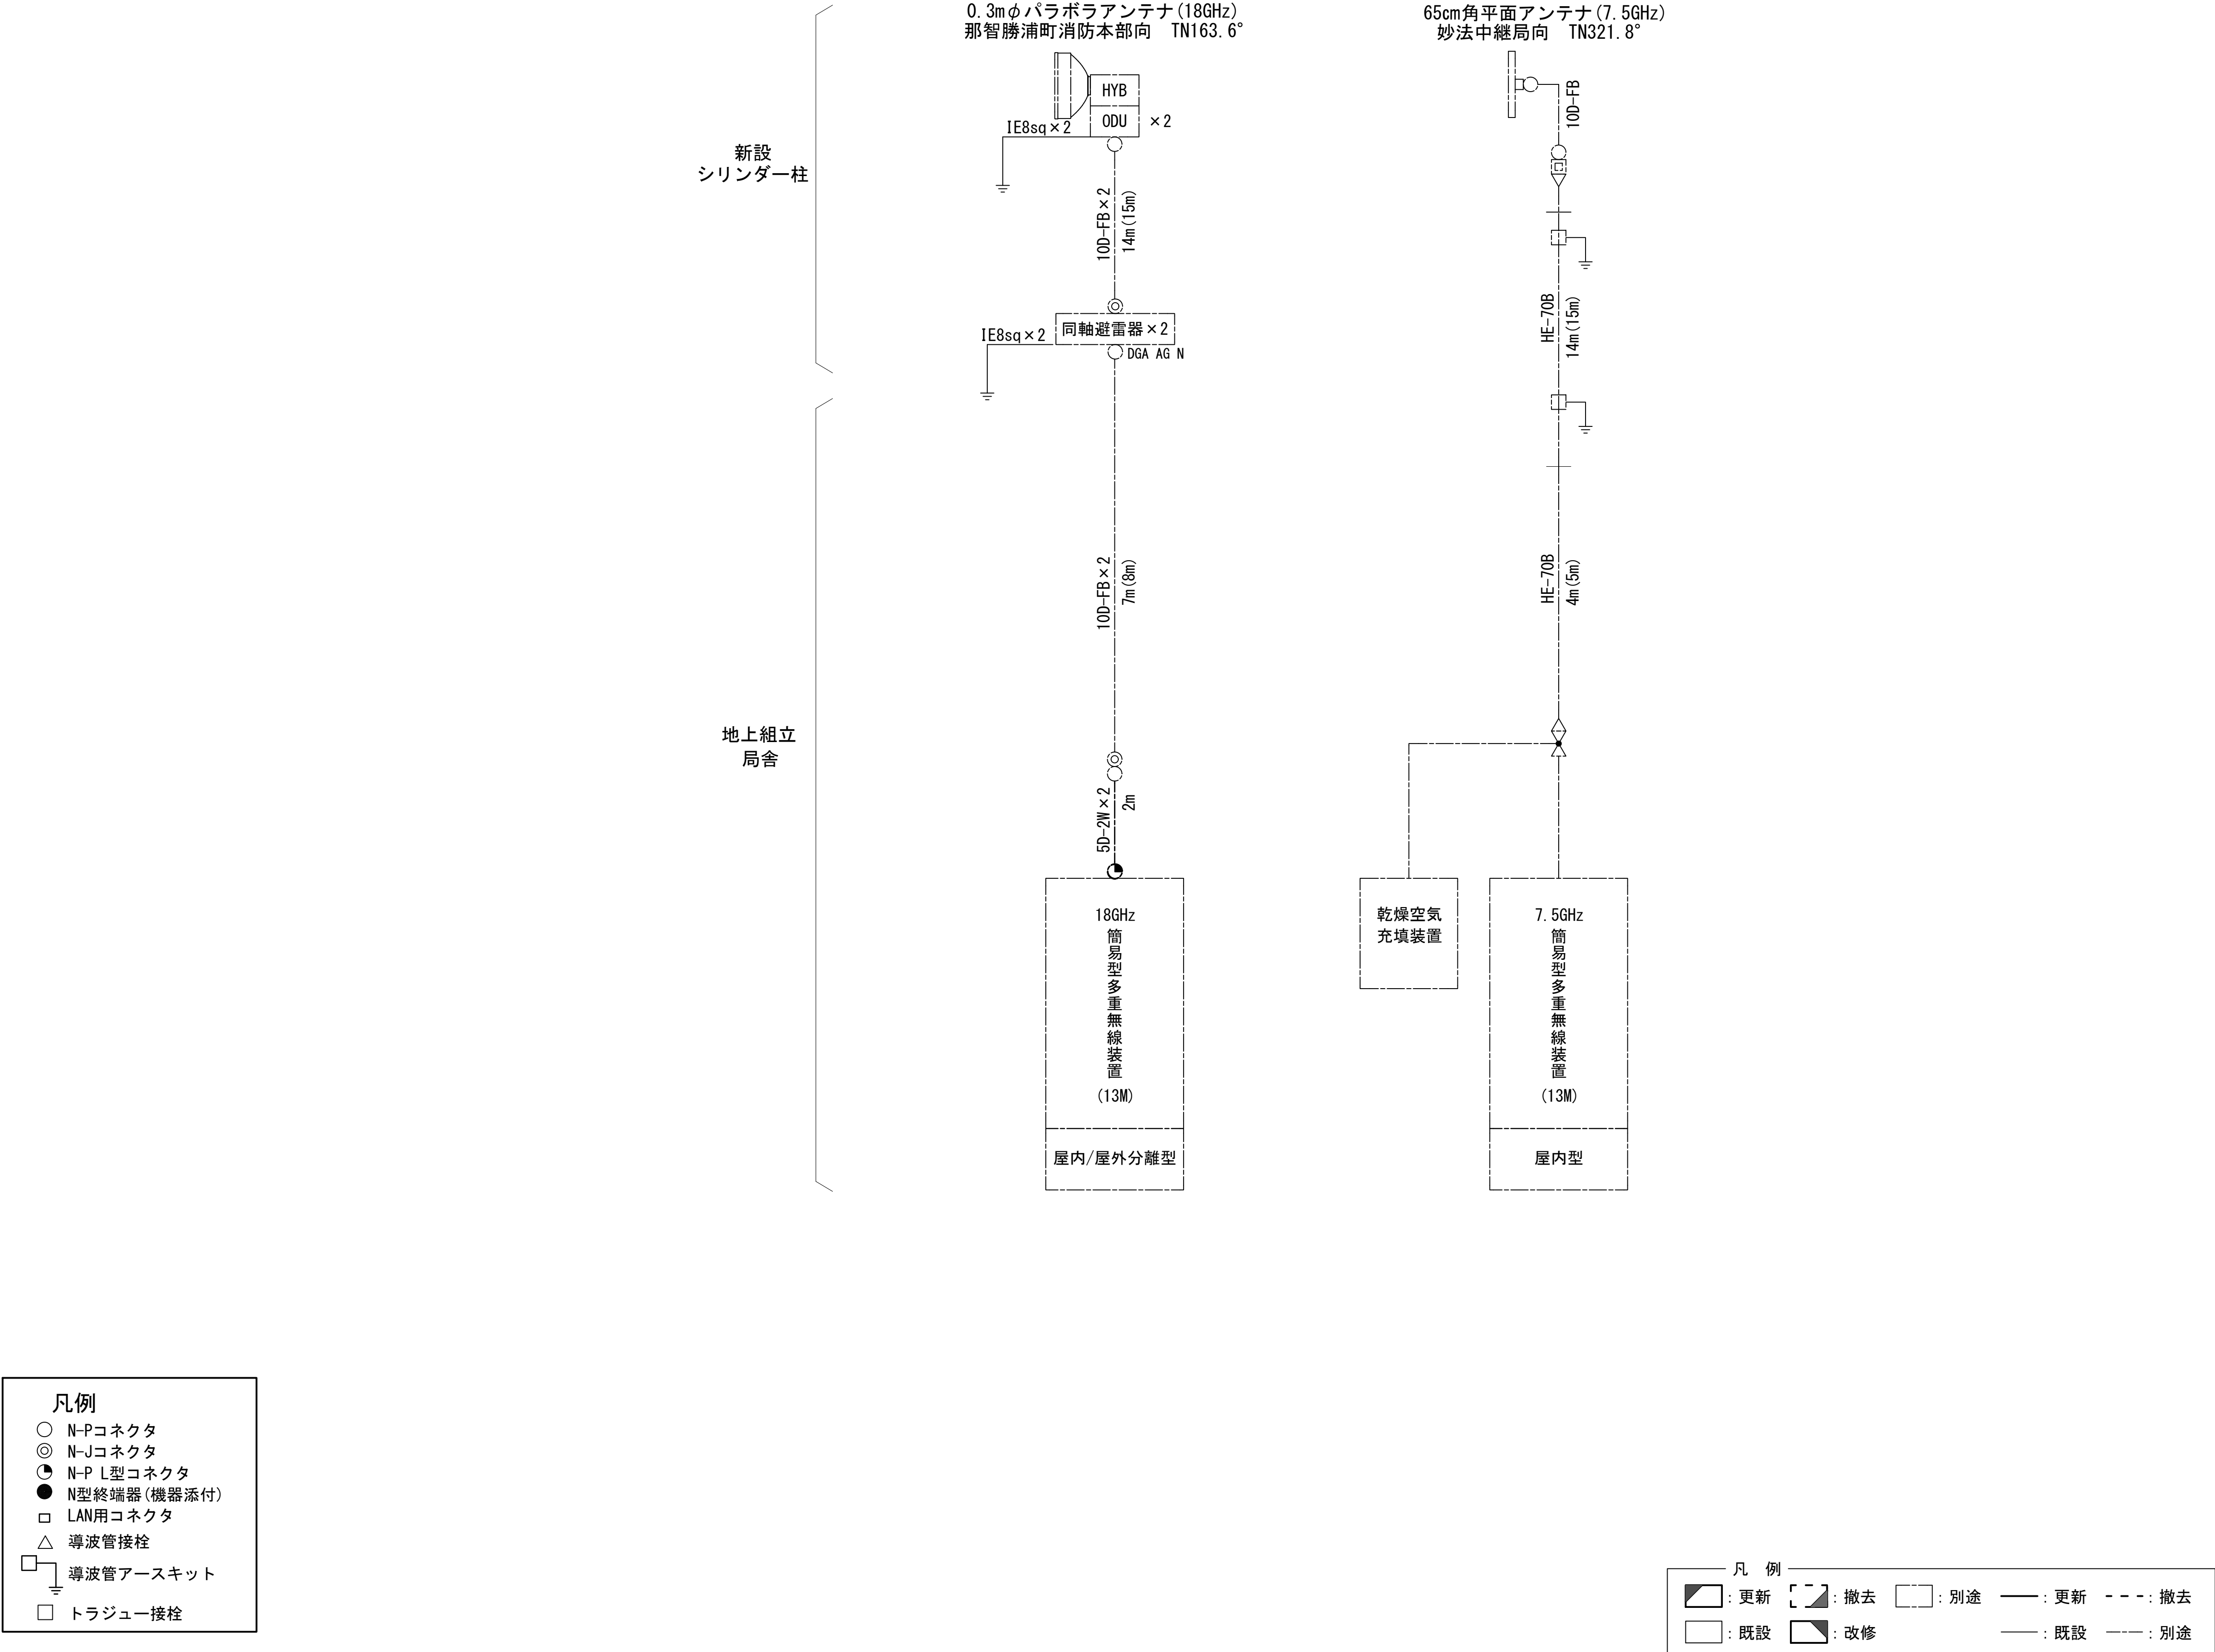 0.3mφパラボラアンテナ(18GHz)
那智勝浦町消防本部向　TN163.6°
65cm角平面アンテナ(7.5GHz)
妙法中継局向　TN321.8°
HYB
ODU
×2
IE8sq×2
10D-FB
新設
シリンダー柱
10D-FB×2
14m(15m)
HE-70B
14m(15m)
同軸避雷器×2
IE8sq×2
DGA AG N
10D-FB×2
7m(8m)
HE-70B
4m(5m)
地上組立
局舎
5D-2W×2
2m
18GHz
簡易型多重無線装置
(13M)
屋内/屋外分離型
乾燥空気
充填装置
7.5GHz
簡易型多重無線装置
(13M)
屋内型
凡例
N-Pコネクタ
N-Jコネクタ
N-P L型コネクタ
N型終端器(機器添付)
LAN用コネクタ
導波管接栓
導波管アースキット
トラジュー接栓
凡　例
：更新
：撤去
：別途
：更新
：撤去
：既設
：改修
：既設
：別途